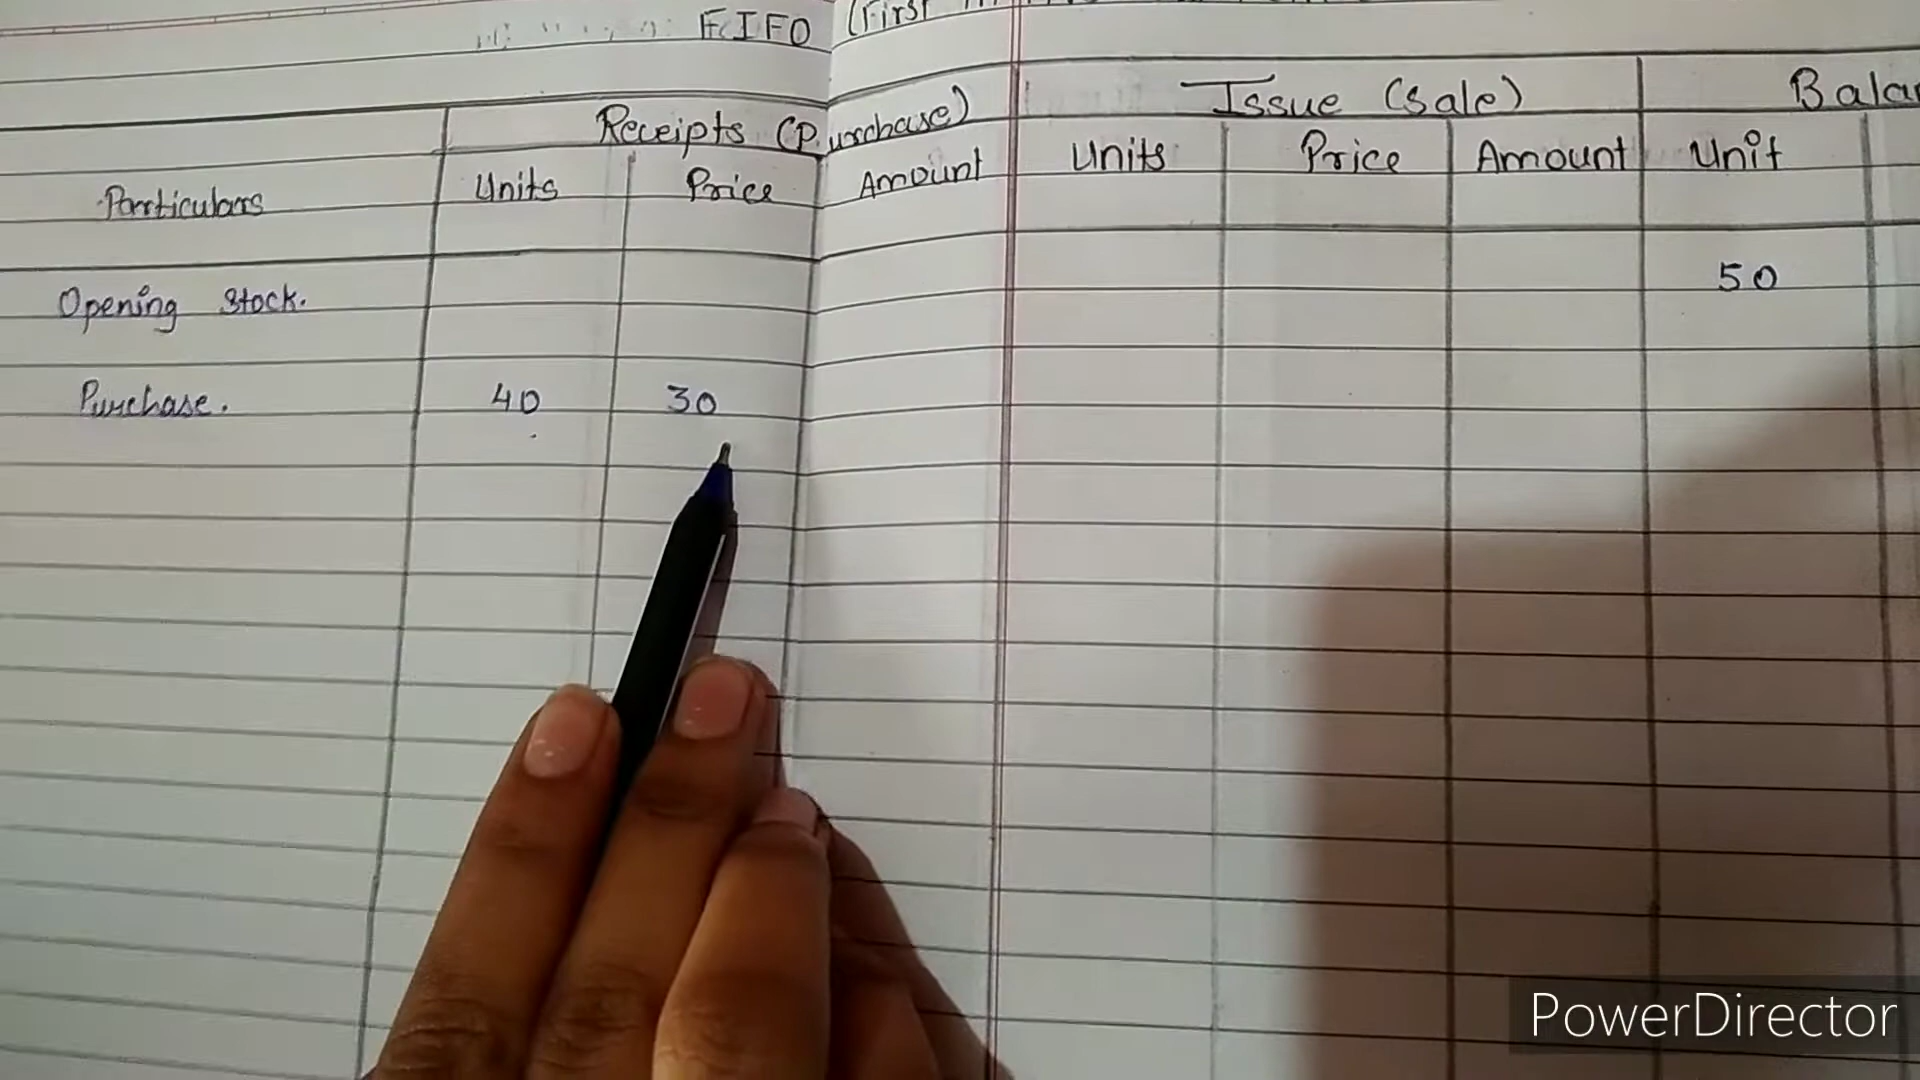 FIFO (First
Receipts (Purchase) Issue (Sale)
Particulars Units Price Amount Units Price Amount Unit
Opening Stock. 50
Purchase. 40 30
PowerDirector